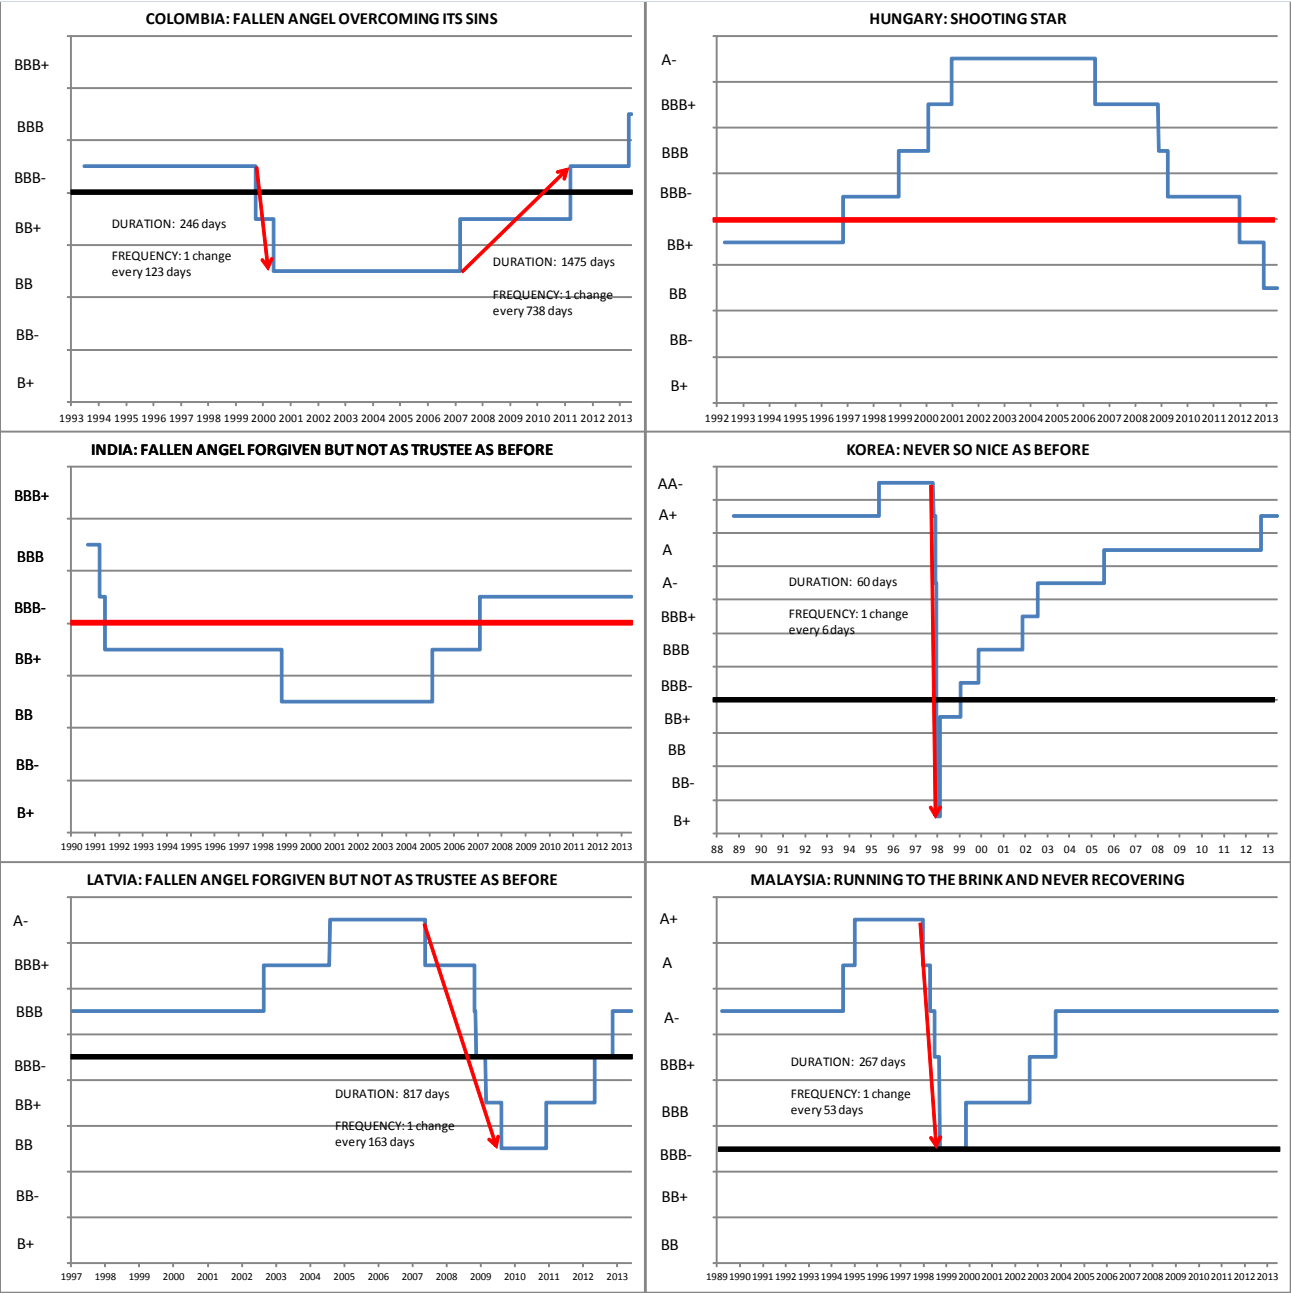 COLOMBIA: FALLEN ANGEL OVERCOMING ITS SINS
BBB+
BBB
BBB-
BB+
BB
BB-
B+
DURATION: 246 days
FREQUENCY: 1 change
every 123 days
DURATION: 1475 days
FREQUENCY: 1 change
every 738 days
1993 1994 1995 1996 1997 1998 1999 2000 2001 2002 2003 2004 2005 2006 2007 2008 2009 2010 2011 2012 2013
HUNGARY: SHOOTING STAR
A-
BBB+
BBB
BBB-
BB+
BB
BB-
B+
1992 1993 1994 1995 1996 1997 1998 1999 2000 2001 2002 2003 2004 2005 2006 2007 2008 2009 2010 2011 2012 2013
INDIA: FALLEN ANGEL FORGIVEN BUT NOT AS TRUSTEE AS BEFORE
BBB+
BBB
BBB-
BB+
BB
BB-
B+
1990 1991 1992 1993 1994 1995 1996 1997 1998 1999 2000 2001 2002 2003 2004 2005 2006 2007 2008 2009 2010 2011 2012 2013
KOREA: NEVER SO NICE AS BEFORE
AA-
A+
A
A-
BBB+
BBB
BBB-
BB+
BB
BB-
B+
DURATION: 60 days
FREQUENCY: 1 change
every 6 days
88 89 90 91 92 93 94 95 96 97 98 99 00 01 02 03 04 05 06 07 08 09 10 11 12 13
LATVIA: FALLEN ANGEL FORGIVEN BUT NOT AS TRUSTEE AS BEFORE
A-
BBB+
BBB
BBB-
BB+
BB
BB-
B+
DURATION: 817 days
FREQUENCY: 1 change
every 163 days
1997 1998 1999 2000 2001 2002 2003 2004 2005 2006 2007 2008 2009 2010 2011 2012 2013
MALAYSIA: RUNNING TO THE BRINK AND NEVER RECOVERING
A+
A
A-
BBB+
BBB
BBB-
BB+
BB
DURATION: 267 days
FREQUENCY: 1 change
every 53 days
1989 1990 1991 1992 1993 1994 1995 1996 1997 1998 1999 2000 2001 2002 2003 2004 2005 2006 2007 2008 2009 2010 2011 2012 2013